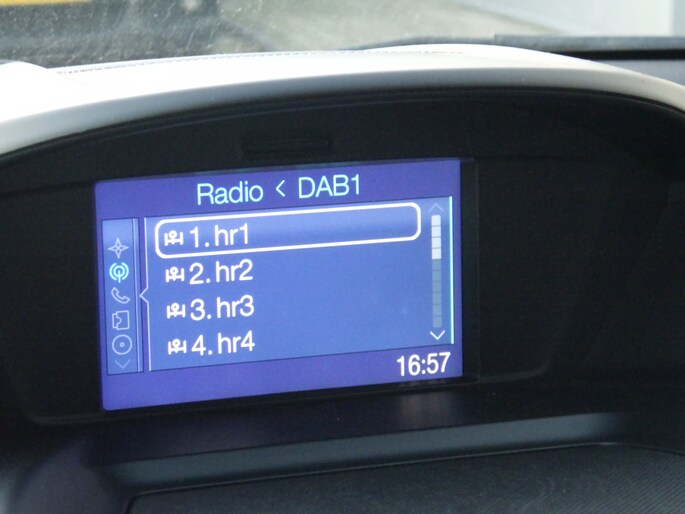 Radio < DAB1
1.hr1
2.hr2
3.hr3
4.hr4
16:57